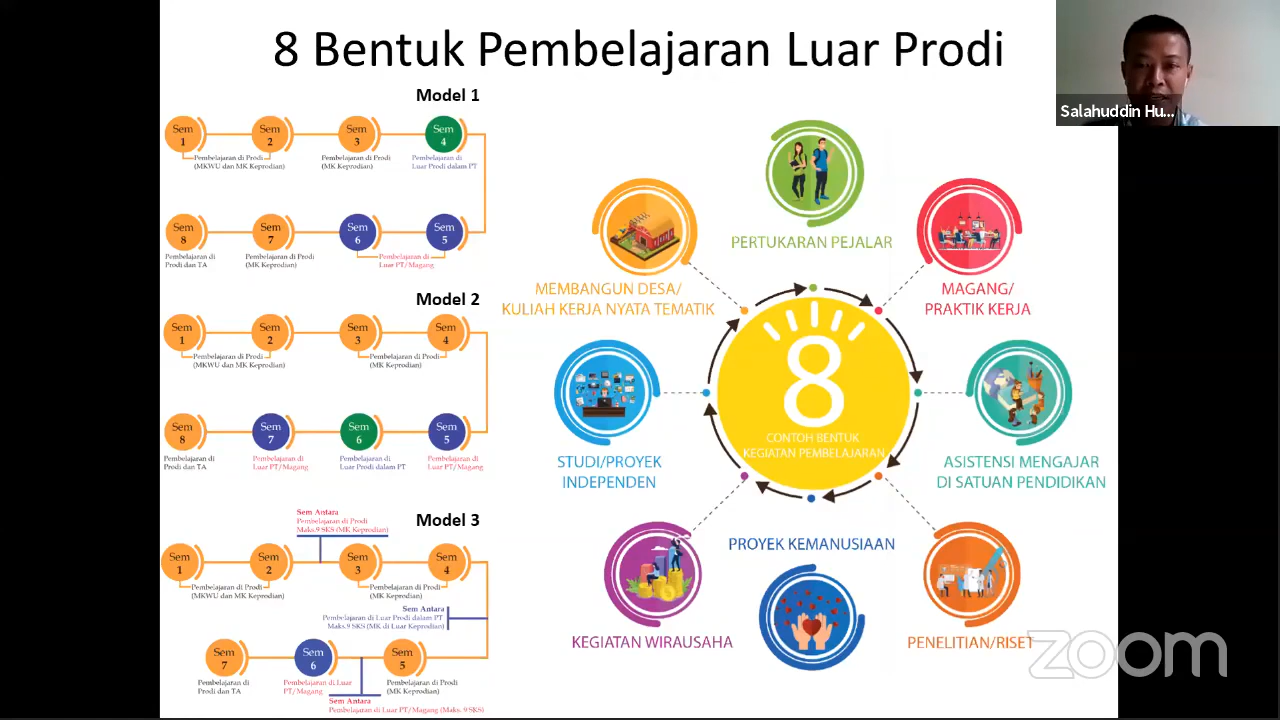 8 Bentuk Pembelajaran Luar Prodi
Salahuddin Hu...
Model 1
Sem
1
Sem
2
Sem
3
Sem
4
Pembelajaran di Prodi
(MKWU dan MK Keprodian)
Pembelajaran di Prodi
(MK Keprodian)
Pembelajaran di
Luar Prodi dalam PT
Sem
8
Sem
7
Sem
6
Sem
5
Pembelajaran di
Prodi dan TA
Pembelajaran di Prodi
(MK Keprodian)
Pembelajaran di
Luar PT/Magang
Model 2
Sem
1
Sem
2
Sem
3
Sem
4
Pembelajaran di Prodi
(MKWU dan MK Keprodian)
Pembelajaran di Prodi
(MK Keprodian)
Sem
8
Sem
7
Sem
6
Sem
5
Pembelajaran di
Prodi dan TA
Pembelajaran di
Luar PT/Magang
Pembelajaran di
Luar Prodi dalam PT
Pembelajaran di
Luar PT/Magang
Model 3
Sem Antara
Pembelajaran di Prodi
Maks.9 SKS (MK Keprodian)
Sem
1
Sem
2
Sem
3
Sem
4
Pembelajaran di Prodi
(MKWU dan MK Keprodian)
Pembelajaran di Prodi
(MK Keprodian)
Sem Antara
Pembelajaran di Luar Prodi dalam PT
Maks.9 SKS (MK di Luar Keprodian)
Sem
7
Sem
6
Sem
5
Pembelajaran di
Prodi dan TA
Pembelajaran di Luar
PT/Magang
Pembelajaran di Prodi
(MK Keprodian)
Sem Antara
Pembelajaran di Luar PT/Magang (Maks. 9 SKS)
PERTUKARAN PEJALAR
MEMBANGUN DESA/
KULIAH KERJA NYATA TEMATIK
MAGANG/
PRAKTIK KERJA
8
CONTOH BENTUK
KEGIATAN PEMBELAJARAN
STUDI/PROYEK
INDEPENDEN
ASISTENSI MENGAJAR
DI SATUAN PENDIDIKAN
PROYEK KEMANUSIAAN
KEGIATAN WIRAUSAHA
PENELITIAN/RISET
zoom